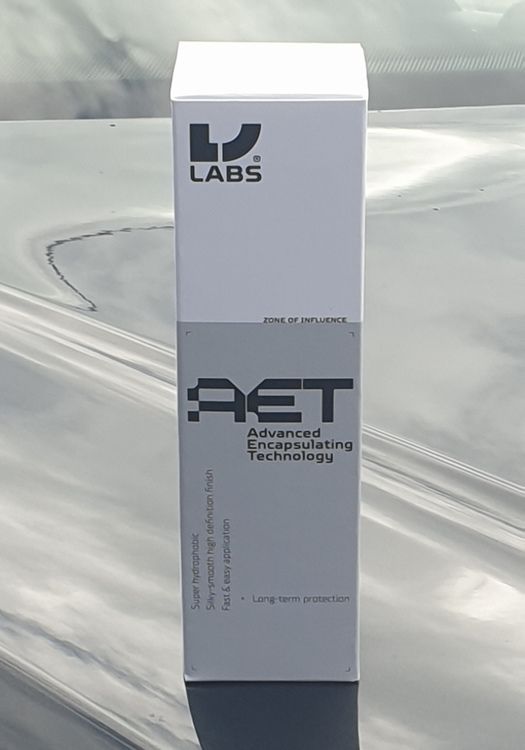 LABS®
ZONE OF INFLUENCE
AET
Advanced
Encapsulating
Technology
Super hydrophobic
Silky-smooth high definition finish
Fast & easy application
• Long-term protection